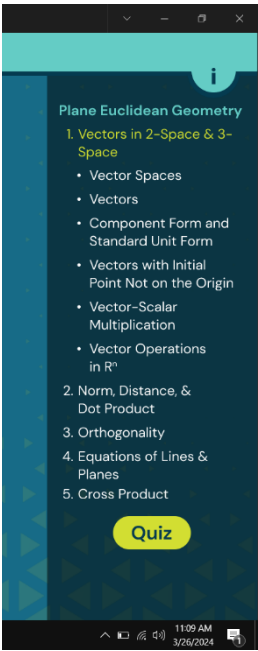 i
Plane Euclidean Geometry
1. Vectors in 2-Space & 3-
Space
• Vector Spaces
• Vectors
• Component Form and
Standard Unit Form
• Vectors with Initial
Point Not on the Origin
• Vector-Scalar
Multiplication
• Vector Operations
in Rⁿ
2. Norm, Distance, &
Dot Product
3. Orthogonality
4. Equations of Lines &
Planes
5. Cross Product
Quiz
11:09 AM
3/26/2024
1